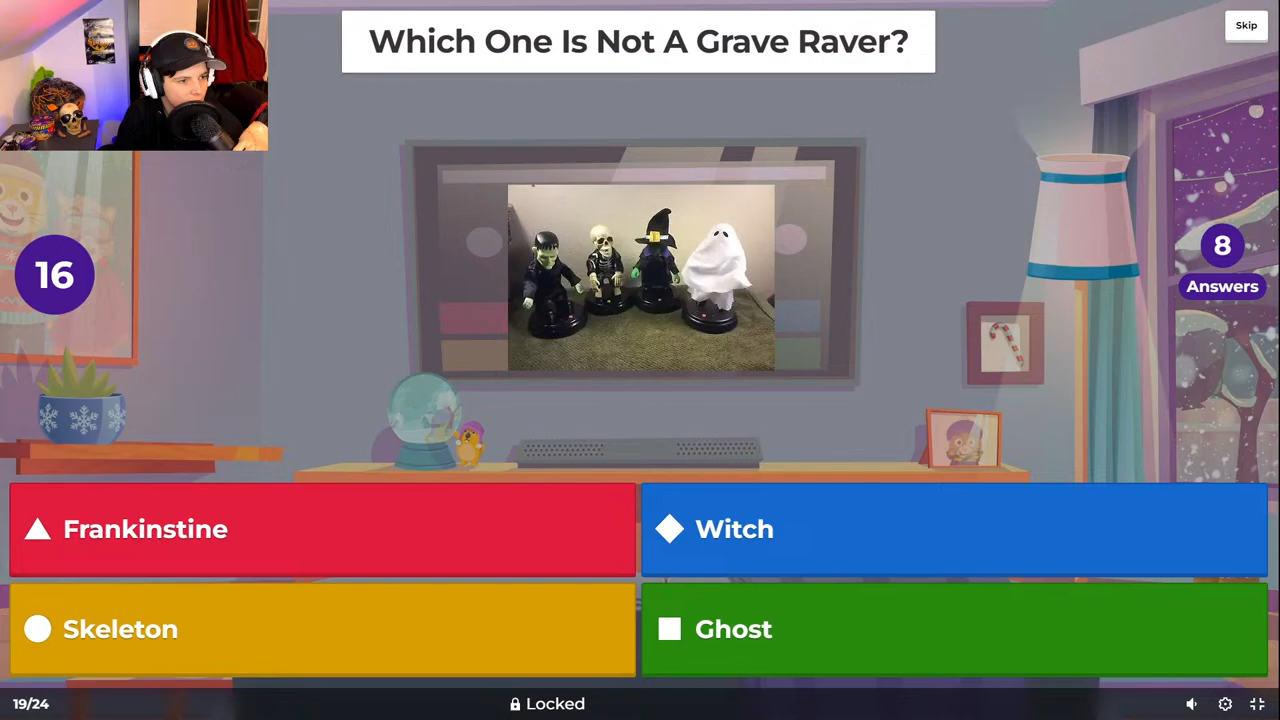 Which One Is Not A Grave Raver?
Skip
16
8
Answers
Frankinstine
Witch
Skeleton
Ghost
19/24
Locked